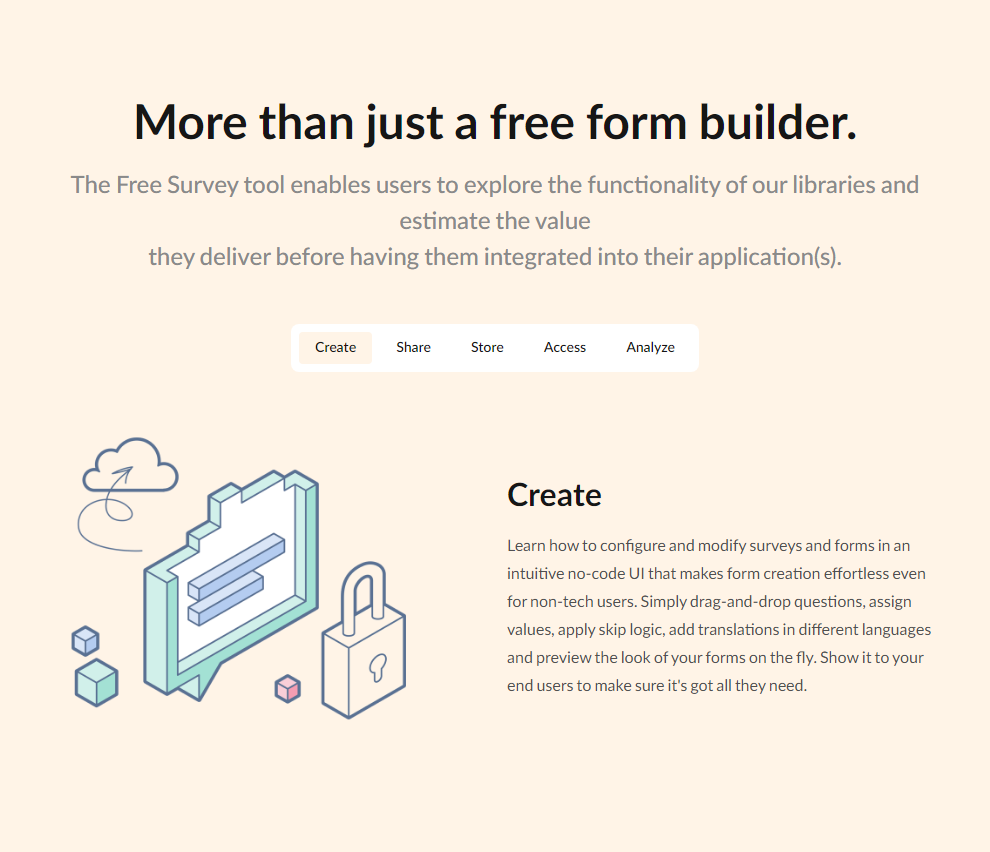 More than just a free form builder.
The Free Survey tool enables users to explore the functionality of our libraries and
estimate the value
they deliver before having them integrated into their application(s).
Create Share Store Access Analyze
Create
Learn how to configure and modify surveys and forms in an
intuitive no-code UI that makes form creation effortless even
for non-tech users. Simply drag-and-drop questions, assign
values, apply skip logic, add translations in different languages
and preview the look of your forms on the fly. Show it to your
end users to make sure it's got all they need.